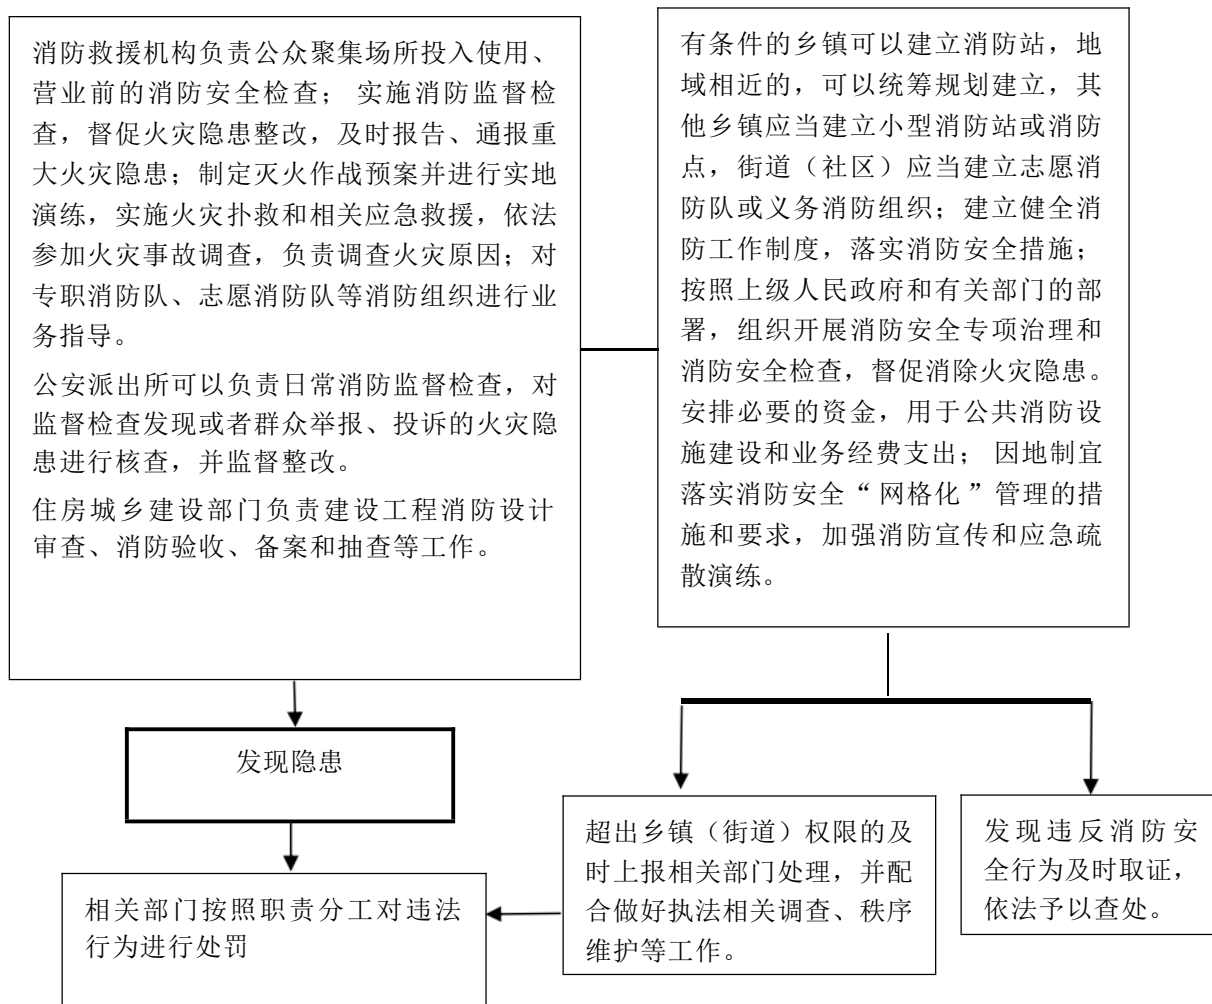 消防救援机构负责公众聚集场所投入使用、
营业前的消防安全检查； 实施消防监督检
查，督促火灾隐患整改，及时报告、通报重
大火灾隐患；制定灭火作战预案并进行实地
演练，实施火灾扑救和相关应急救援，依法
参加火灾事故调查，负责调查火灾原因；对
专职消防队、志愿消防队等消防组织进行业
务指导。
公安派出所可以负责日常消防监督检查，对
监督检查发现或者群众举报、投诉的火灾隐
患进行核查，并监督整改。
住房城乡建设部门负责建设工程消防设计
审查、消防验收、备案和抽查等工作。
有条件的乡镇可以建立消防站，地
域相近的，可以统筹规划建立，其
他乡镇应当建立小型消防站或消防
点，街道（社区）应当建立志愿消
防队或义务消防组织；建立健全消
防工作制度，落实消防安全措施；
按照上级人民政府和有关部门的部
署，组织开展消防安全专项治理和
消防安全检查，督促消除火灾隐患。
安排必要的资金，用于公共消防设
施建设和业务经费支出； 因地制宜
落实消防安全“网格化”管理的措
施和要求，加强消防宣传和应急疏
散演练。
发现隐患
相关部门按照职责分工对违法
行为进行处罚
超出乡镇（街道）权限的及
时上报相关部门处理，并配
合做好执法相关调查、秩序
维护等工作。
发现违反消防安
全行为及时取证，
依法予以查处。